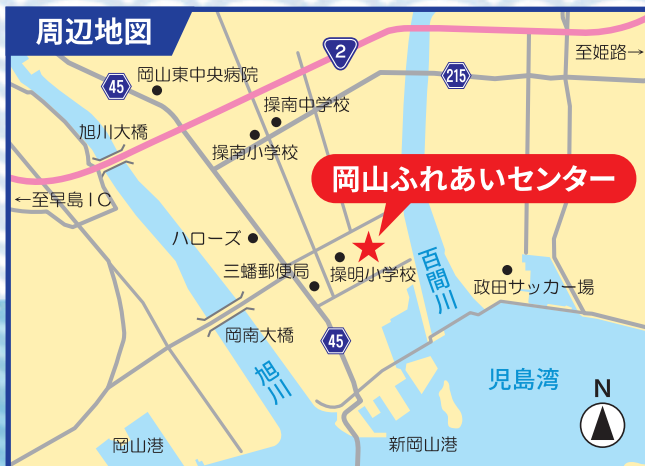 周辺地図
2
至姫路→
45
岡山東中央病院
215
操南中学校
旭川大橋
操南小学校
岡山ふれあいセンター
←至早島IC
ハローズ
百間川
三蟠郵便局
操明小学校
政田サッカー場
岡南大橋
45
旭川
児島湾
N
岡山港
新岡山港